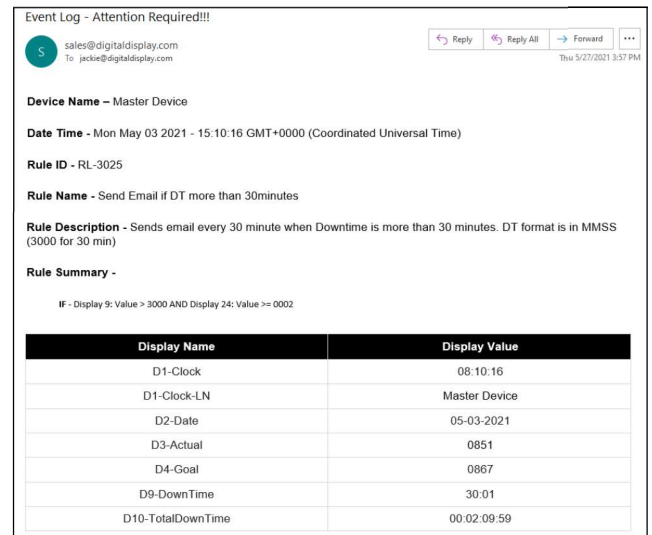 Event Log - Attention Required!!!
S
sales@digitaldisplay.com
To jackie@digitaldisplay.com
Reply Reply All Forward ...
Thu 5/27/2021 3:57 PM
Device Name – Master Device
Date Time - Mon May 03 2021 - 15:10:16 GMT+0000 (Coordinated Universal Time)
Rule ID - RL-3025
Rule Name - Send Email if DT more than 30minutes
Rule Description - Sends email every 30 minute when Downtime is more than 30 minutes. DT format is in MMSS
(3000 for 30 min)
Rule Summary -
IF - Display 9: Value > 3000 AND Display 24: Value >= 0002
Display Name Display Value
D1-Clock 08:10:16
D1-Clock-LN Master Device
D2-Date 05-03-2021
D3-Actual 0851
D4-Goal 0867
D9-DownTime 30:01
D10-TotalDownTime 00:02:09:59